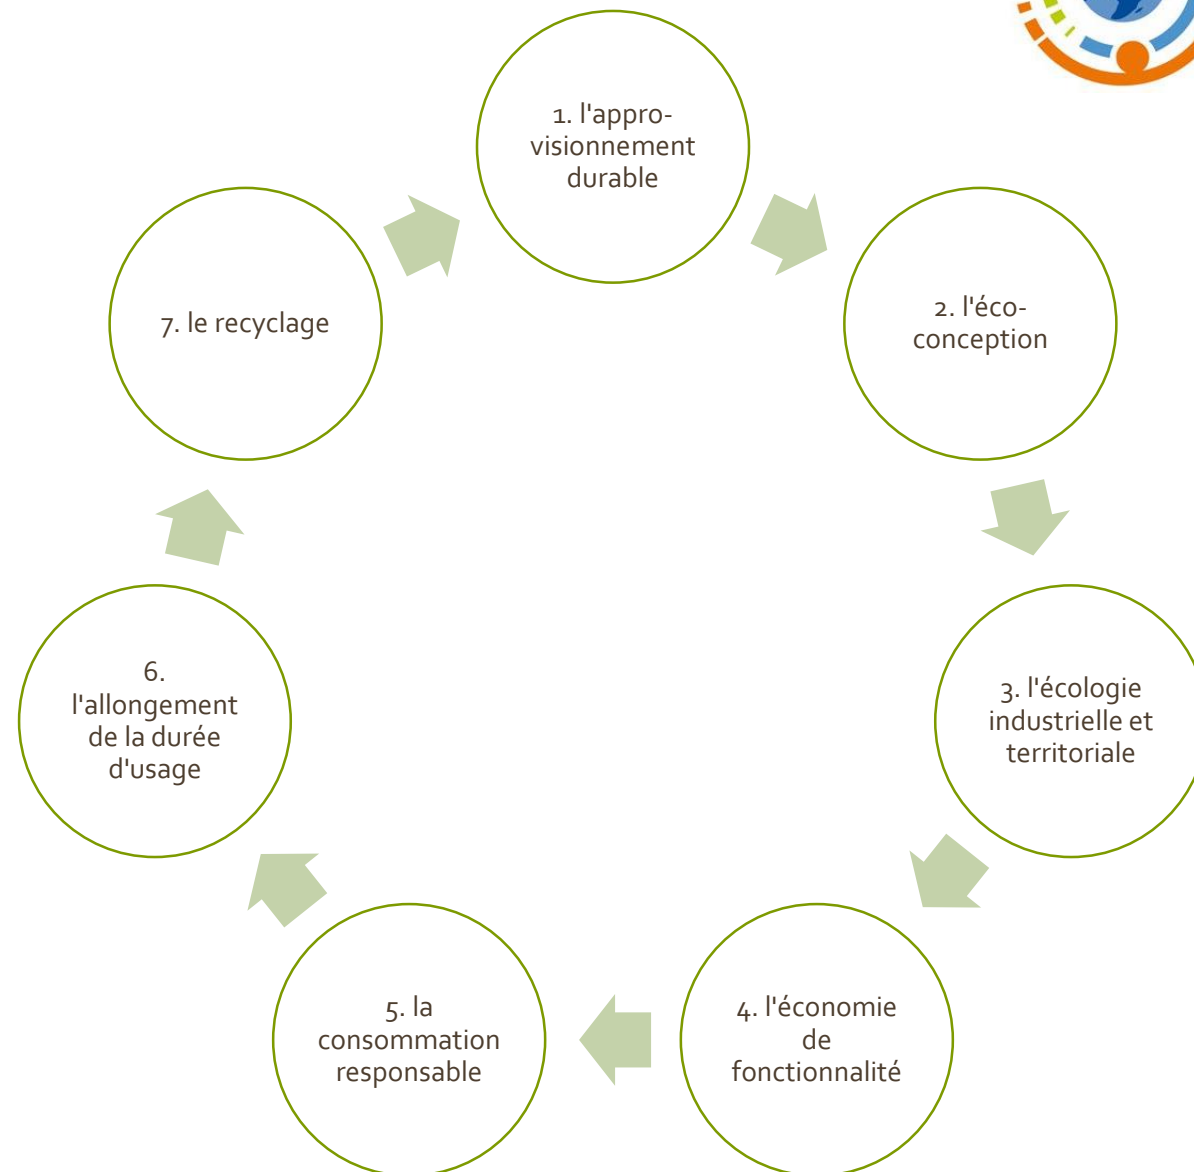 1. l'appro-
visionnement
durable
2. l'éco-
conception
3. l'écologie
industrielle et
territoriale
4. l'économie
de
fonctionnalité
5. la
consommation
responsable
6.
l'allongement
de la durée
d'usage
7. le recyclage